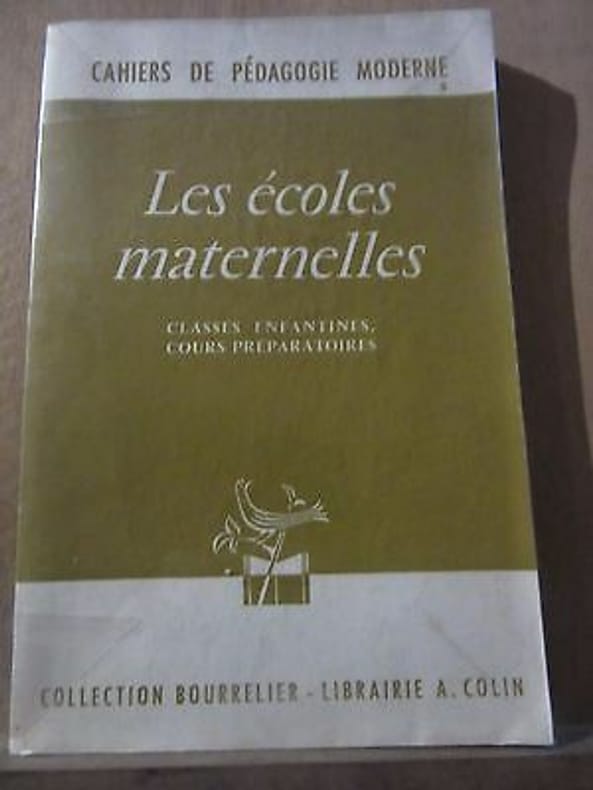 CAHIERS DE PÉDAGOGIE MODERNE
Les écoles
maternelles
CLASSES ENFANTINES,
COURS PRÉPARATOIRES
COLLECTION BOURRELIER - LIBRAIRIE A. COLIN